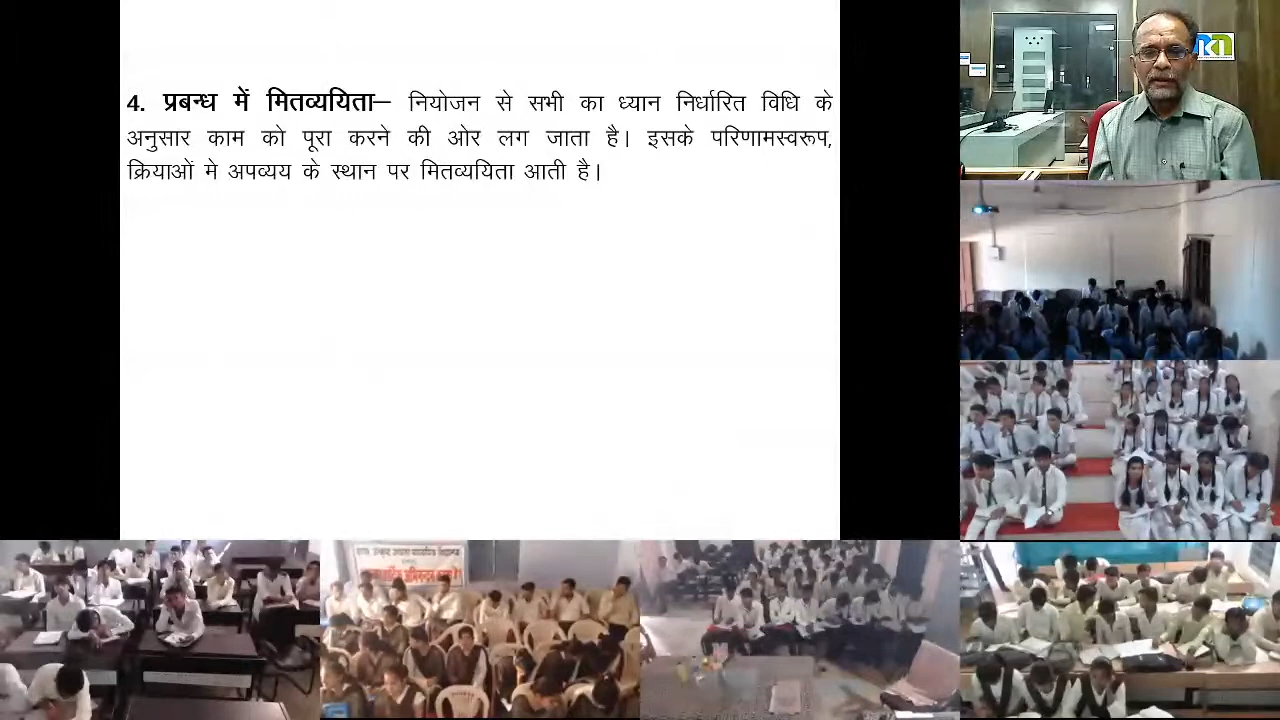 4. प्रबन्ध में मितव्ययिता— नियोजन से सभी का ध्यान निर्धारित विधि के
अनुसार काम को पूरा करने की ओर लग जाता है। इसके परिणामस्वरूप,
क्रियाओं मे अपव्यय के स्थान पर मितव्ययिता आती है।